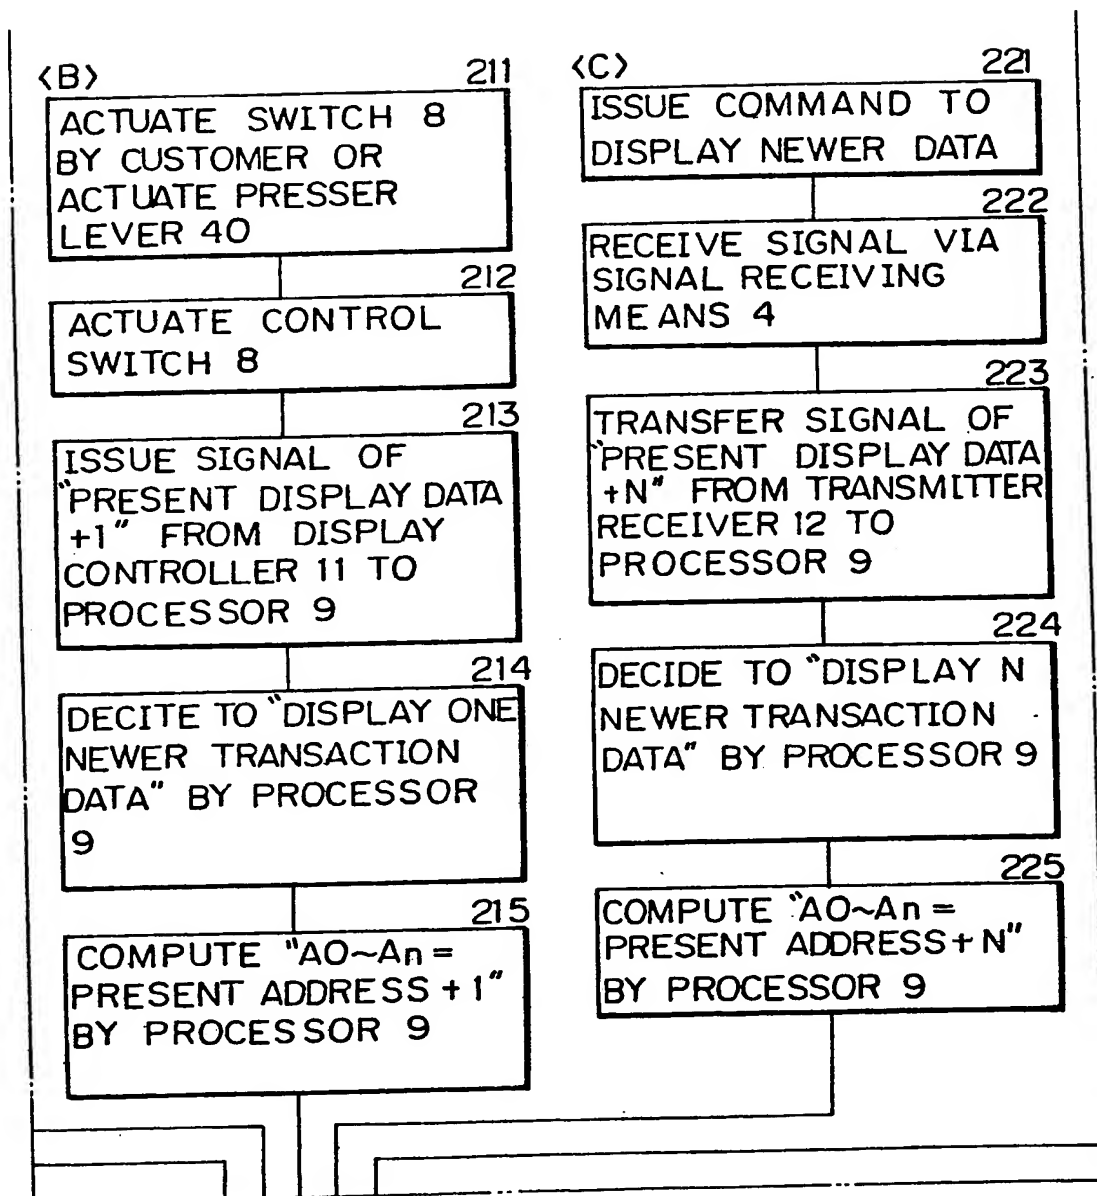 <B>
211
ACTUATE SWITCH 8
BY CUSTOMER OR
ACTUATE PRESSER
LEVER 40
212
ACTUATE CONTROL
SWITCH 8
213
ISSUE SIGNAL OF
"PRESENT DISPLAY DATA
+1" FROM DISPLAY
CONTROLLER 11 TO
PROCESSOR 9
214
DECITE TO "DISPLAY ONE
NEWER TRANSACTION
DATA" BY PROCESSOR
9
215
COMPUTE "AO~An=
PRESENT ADDRESS + 1"
BY PROCESSOR 9
<C>
221
ISSUE COMMAND TO
DISPLAY NEWER DATA
222
RECEIVE SIGNAL VIA
SIGNAL RECEIVING
MEANS 4
223
TRANSFER SIGNAL OF
"PRESENT DISPLAY DATA
+N" FROM TRANSMITTER
RECEIVER 12 TO
PROCESSOR 9
224
DECIDE TO "DISPLAY N
NEWER TRANSACTION
DATA" BY PROCESSOR 9
225
COMPUTE "AO~An=
PRESENT ADDRESS+N"
BY PROCESSOR 9